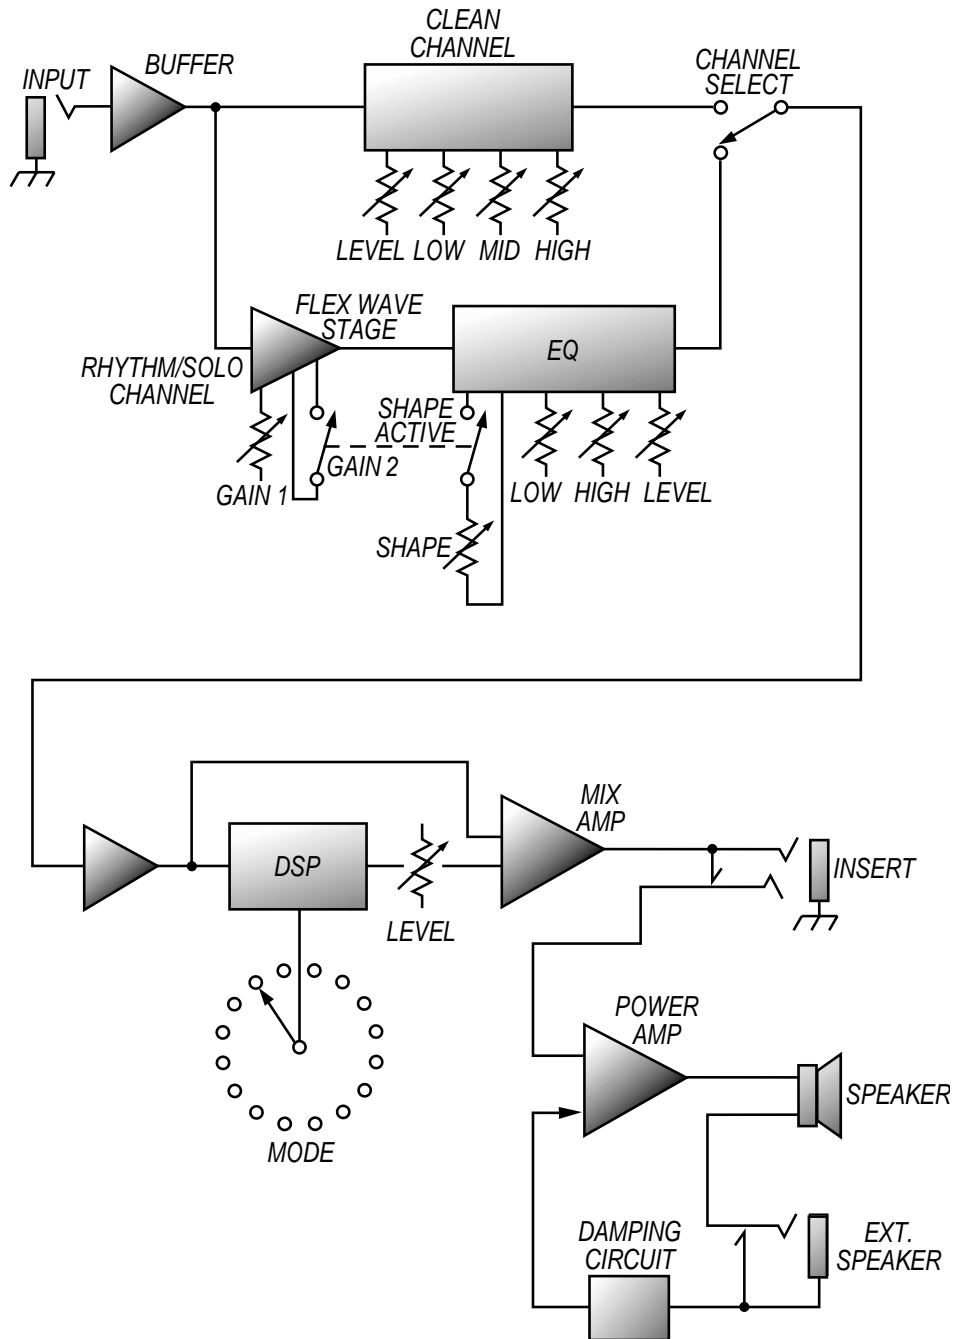 CLEAN
CHANNEL
CHANNEL
SELECT
INPUT
BUFFER
LEVEL
LOW
MID
HIGH
FLEX WAVE
STAGE
EQ
RHYTHM/SOLO
CHANNEL
SHAPE
ACTIVE
GAIN 2
GAIN 1
LOW
HIGH
LEVEL
SHAPE
MIX
AMP
DSP
INSERT
LEVEL
POWER
AMP
SPEAKER
MODE
DAMPING
CIRCUIT
EXT.
SPEAKER